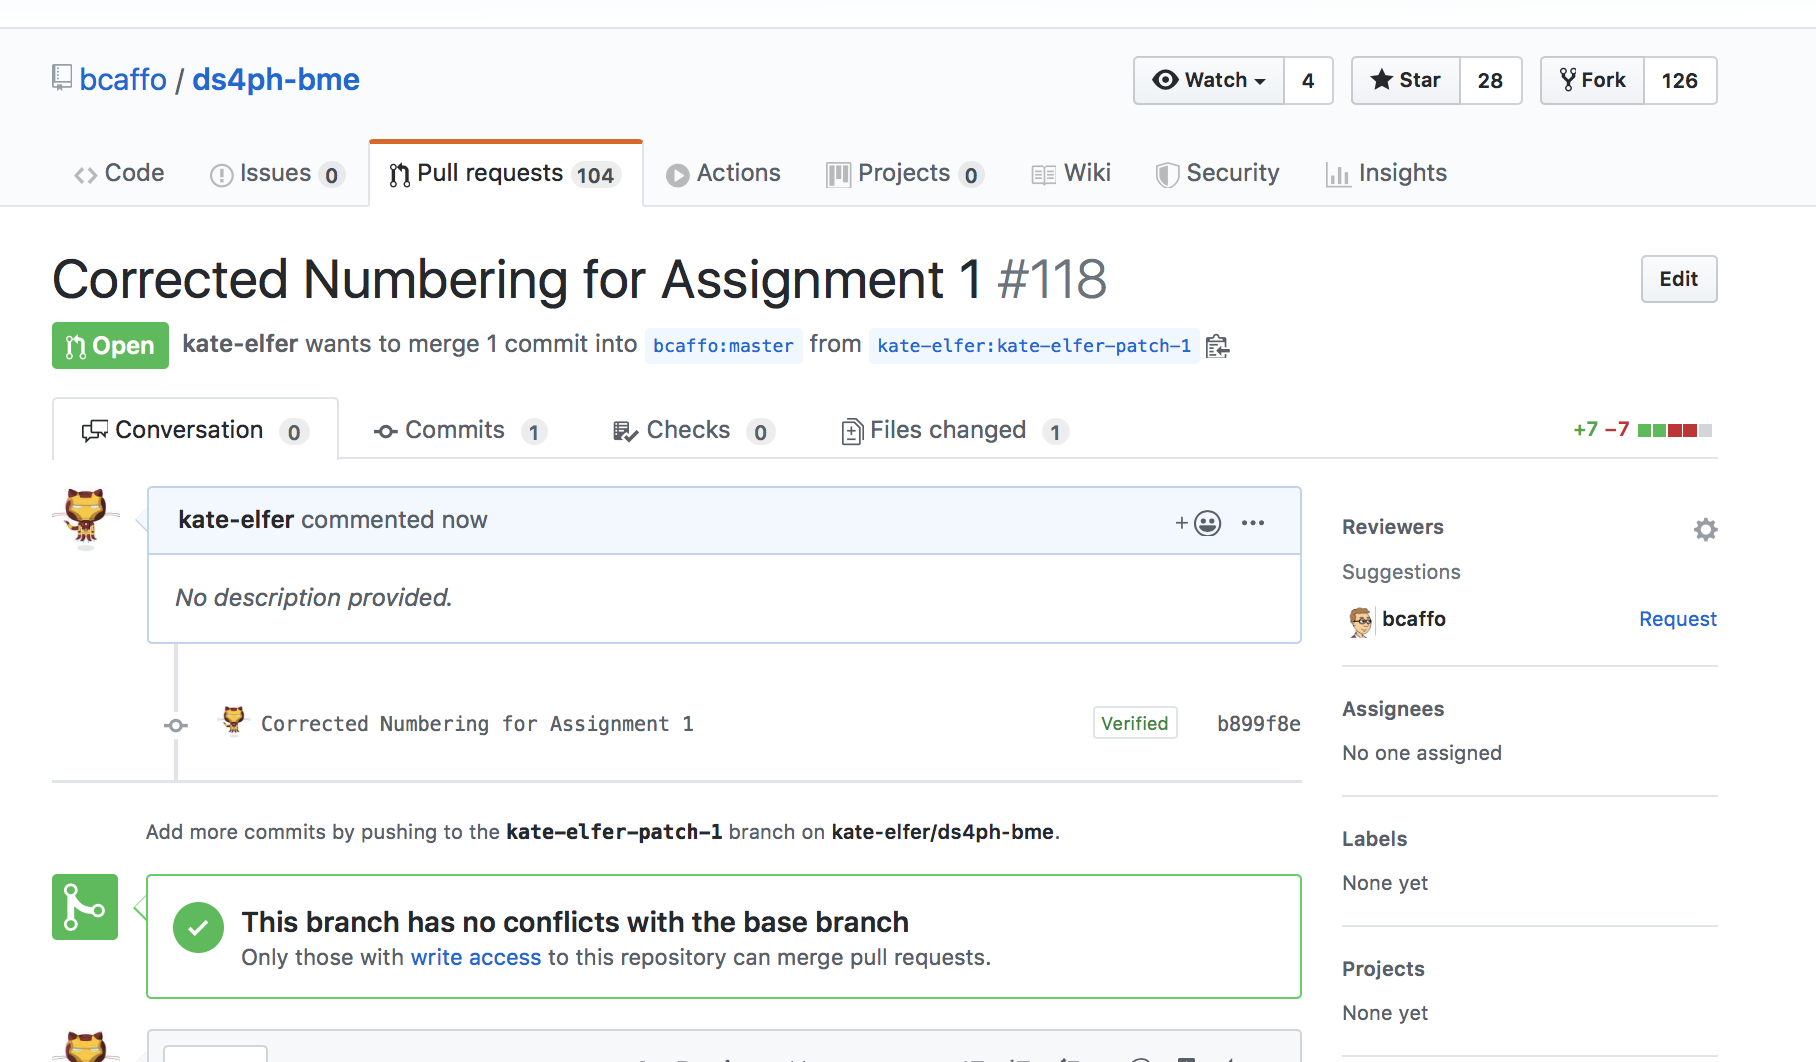 bcaffo / ds4ph-bme
Watch 4 Star 28 Fork 126
Code Issues 0 Pull requests 104 Actions Projects 0 Wiki Security Insights
Corrected Numbering for Assignment 1 #118
Edit
Open kate-elfer wants to merge 1 commit into bcaffo:master from kate-elfer:kate-elfer-patch-1
Conversation 0 Commits 1 Checks 0 Files changed 1 +7 −7
kate-elfer commented now
No description provided.
Corrected Numbering for Assignment 1 Verified b899f8e
Add more commits by pushing to the kate-elfer-patch-1 branch on kate-elfer/ds4ph-bme.
This branch has no conflicts with the base branch
Only those with write access to this repository can merge pull requests.
Reviewers
Suggestions
bcaffo Request
Assignees
No one assigned
Labels
None yet
Projects
None yet